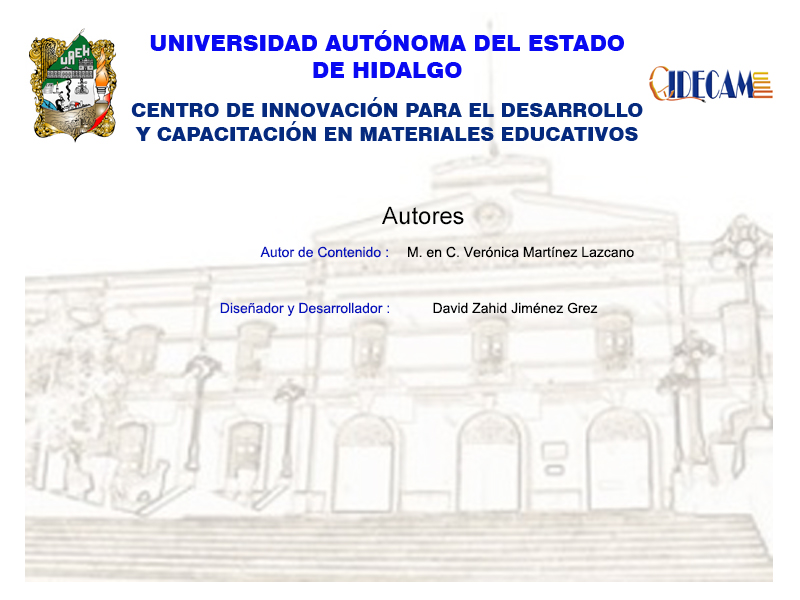 UNIVERSIDAD AUTÓNOMA DEL ESTADO
DE HIDALGO
UAEH
CIDECAME
CENTRO DE INNOVACIÓN PARA EL DESARROLLO
Y CAPACITACIÓN EN MATERIALES EDUCATIVOS
Autores
Autor de Contenido : M. en C. Verónica Martínez Lazcano
Diseñador y Desarrollador : David Zahid Jiménez Grez